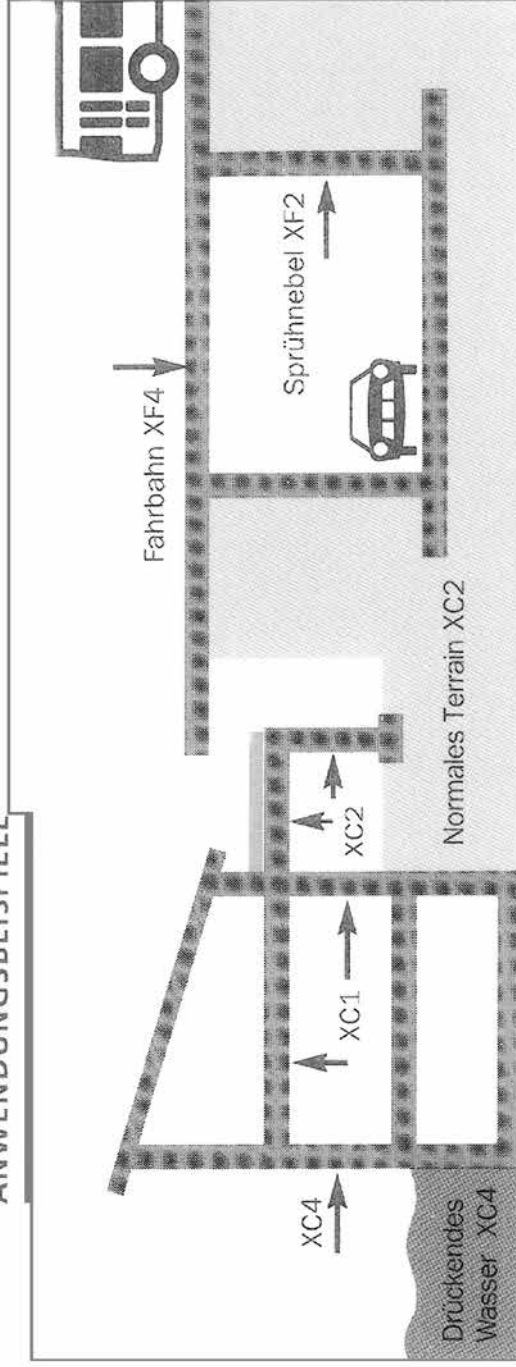 ANWENDUNGSBEISPIELE
Fahrbahn XF4
Sprühnebel XF2
XC4
XC1
XC2
Drückendes
Wasser XC4
Normales Terrain XC2